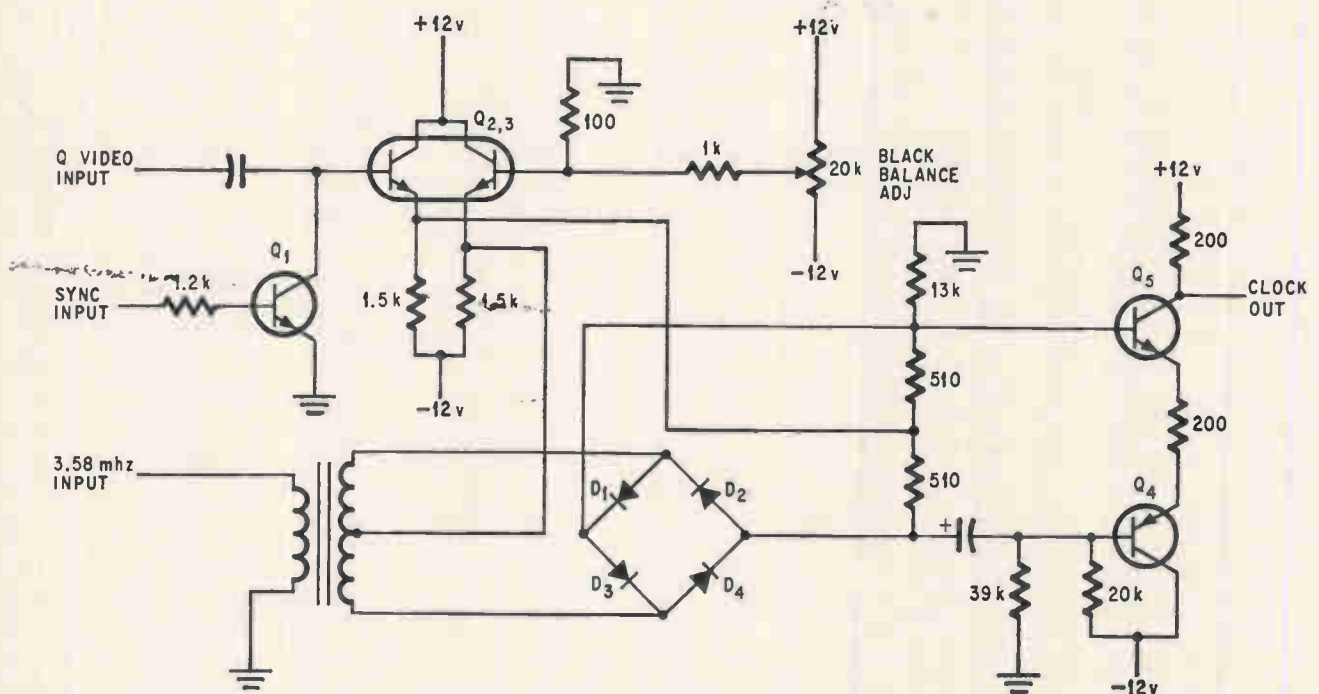 +12v
+12v
Q2,3
100
Q VIDEO
INPUT
1k
20k
BLACK
BALANCE
ADJ
+12v
200
-12v
Q1
1.2k
SYNC
INPUT
1.5k
1.5k
13k
Q5
CLOCK
OUT
-12v
510
200
3.58 mhz
INPUT
510
D1
D2
Q4
+
D3
D4
39k
20k
-12v